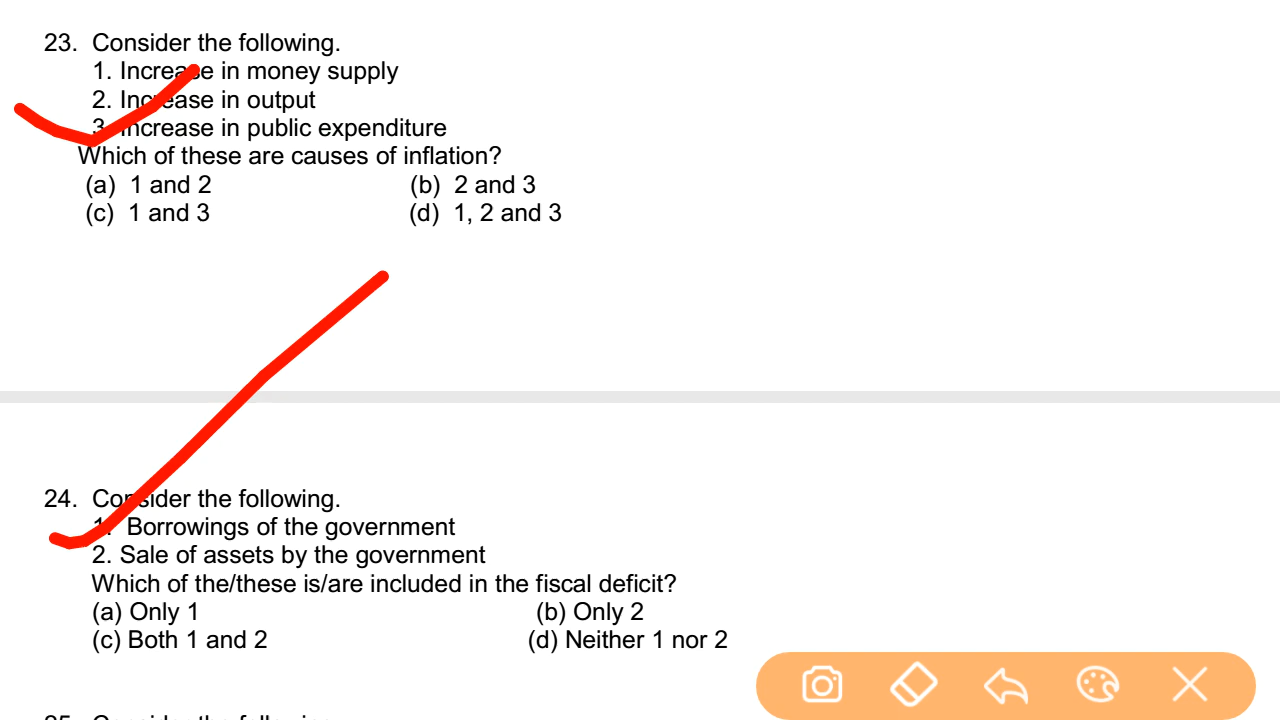 23. Consider the following.
1. Increase in money supply
2. Increase in output
3. Increase in public expenditure
Which of these are causes of inflation?
(a) 1 and 2 (b) 2 and 3
(c) 1 and 3 (d) 1, 2 and 3
24. Consider the following.
1. Borrowings of the government
2. Sale of assets by the government
Which of the/these is/are included in the fiscal deficit?
(a) Only 1 (b) Only 2
(c) Both 1 and 2 (d) Neither 1 nor 2